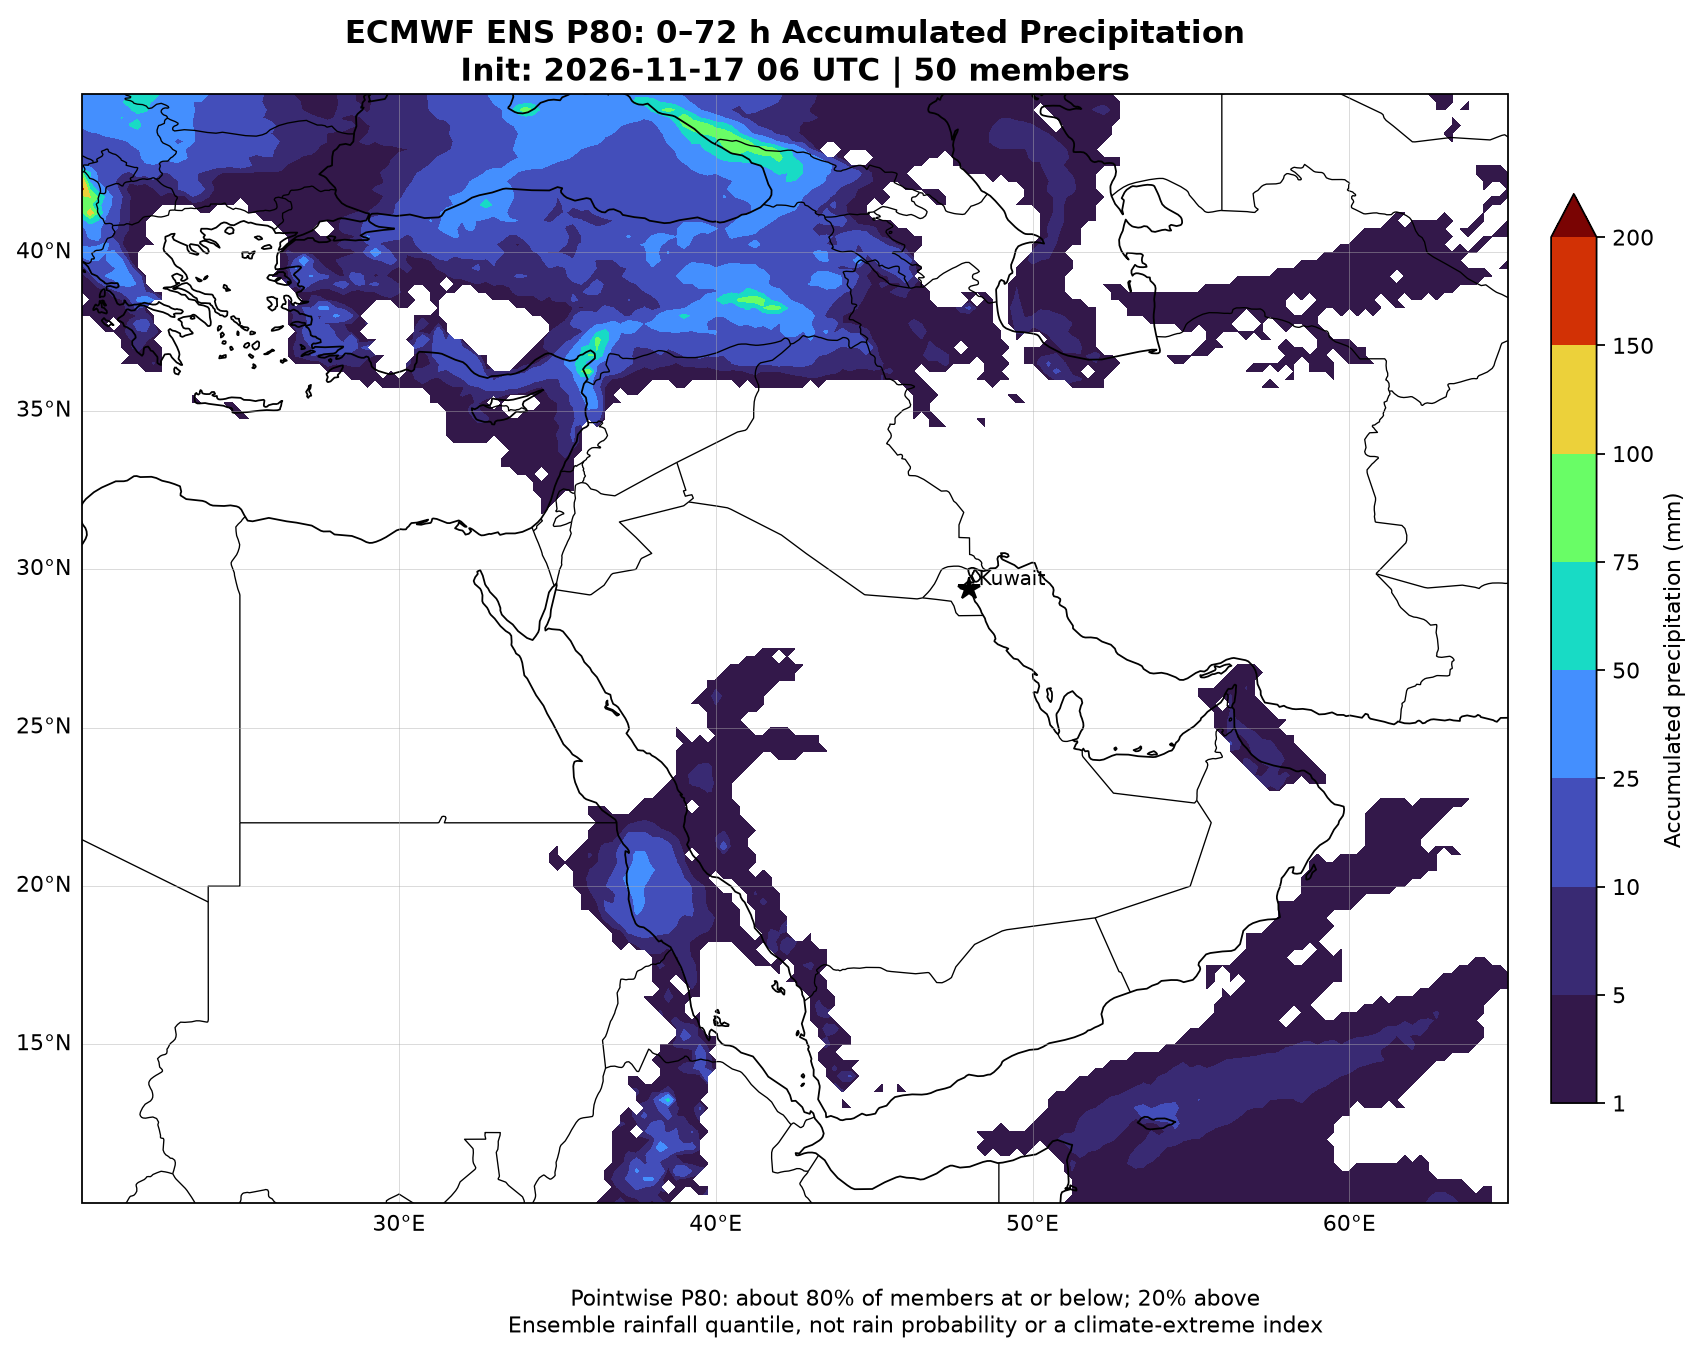 ECMWF ENS P80: 0–72 h Accumulated Precipitation
Init: 2026-11-17 06 UTC | 50 members
40°N
35°N
30°N
25°N
20°N
15°N
30°E
40°E
50°E
60°E
Kuwait
200
150
100
75
50
25
10
5
1
Accumulated precipitation (mm)
Pointwise P80: about 80% of members at or below; 20% above
Ensemble rainfall quantile, not rain probability or a climate-extreme index